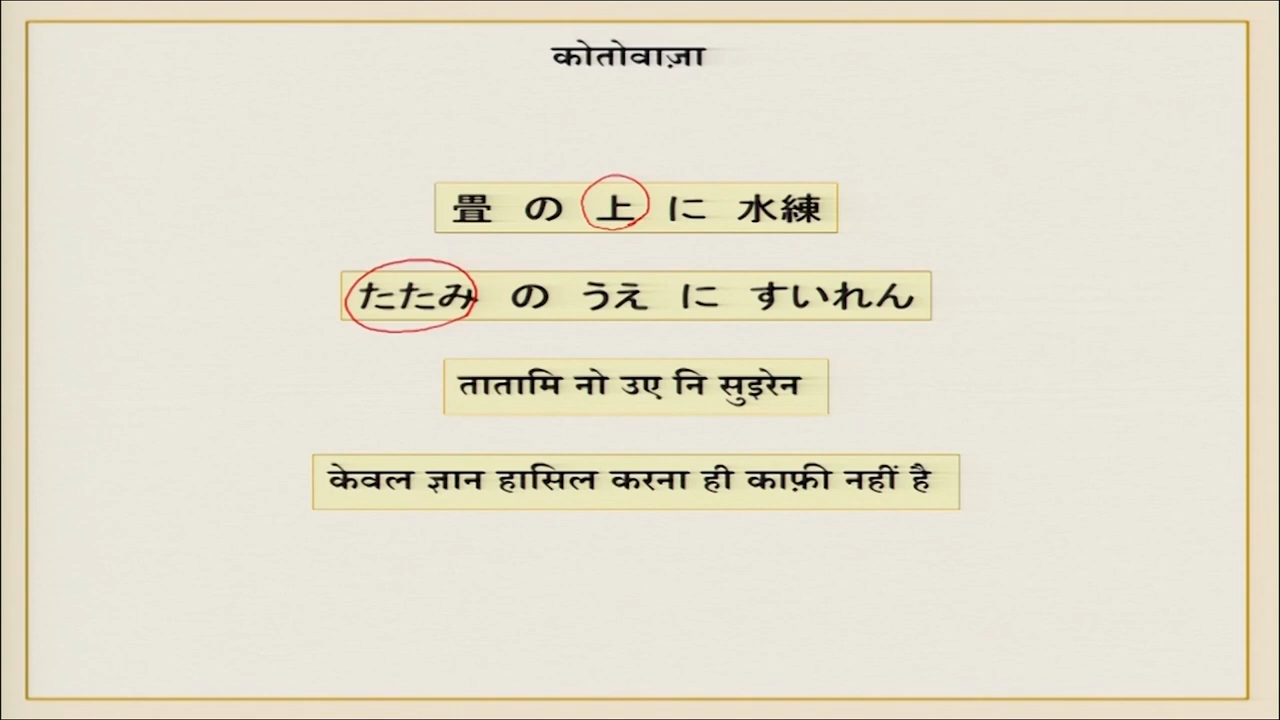 कोतोवाज़ा
畳 の 上 に 水練
たたみ の うえ に すいれん
तातामि नो उए नि सुइरेन
केवल ज्ञान हासिल करना ही काफ़ी नहीं है